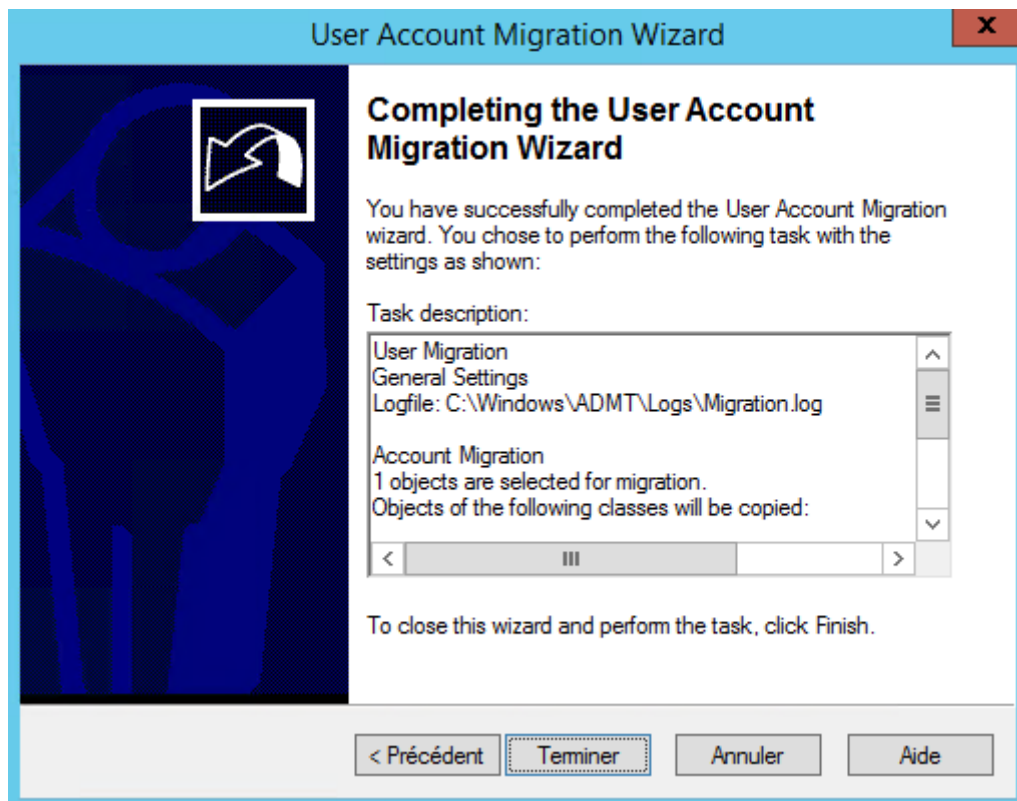 User Account Migration Wizard
x
Completing the User Account
Migration Wizard
You have successfully completed the User Account Migration
wizard. You chose to perform the following task with the
settings as shown:
Task description:
User Migration
General Settings
Logfile: C:\Windows\ADMT\Logs\Migration.log
Account Migration
1 objects are selected for migration.
Objects of the following classes will be copied:
To close this wizard and perform the task, click Finish.
< Précédent Terminer Annuler Aide